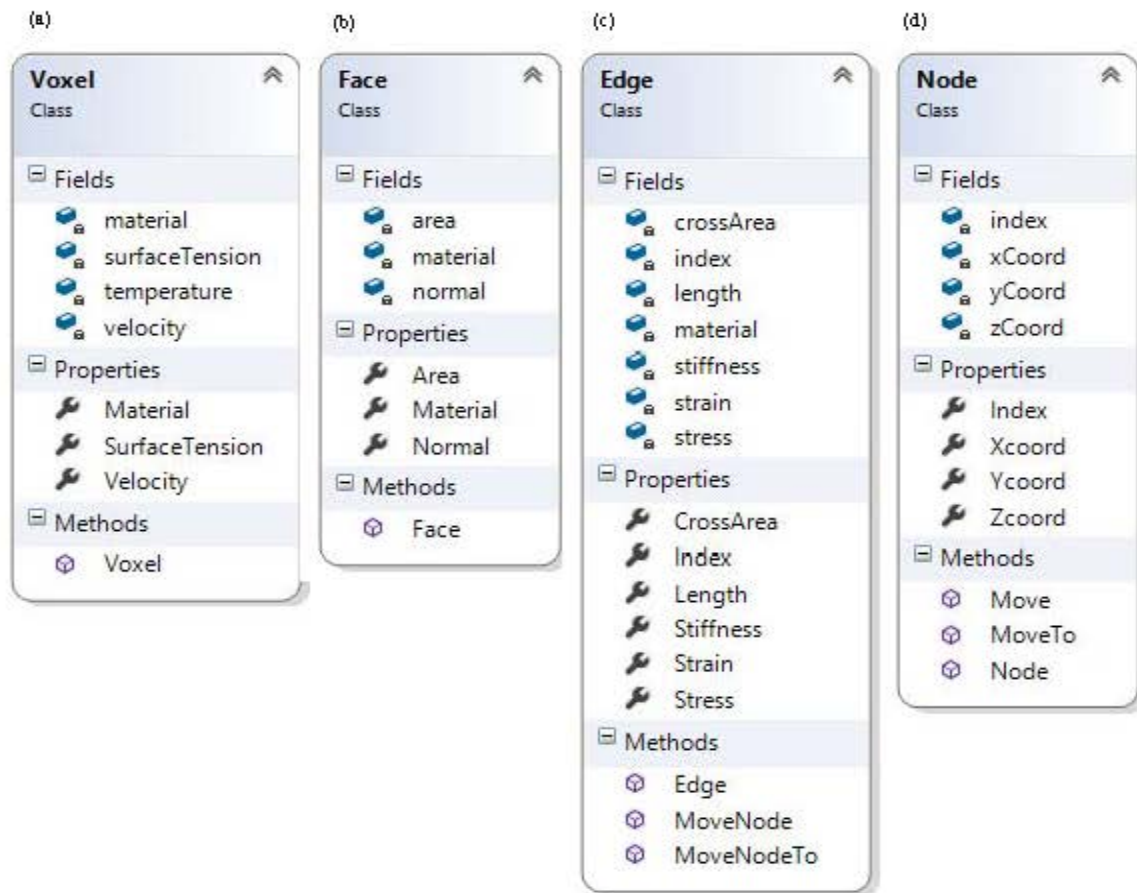 (a)
Voxel
Class
Fields
material
surfaceTension
temperature
velocity
Properties
Material
SurfaceTension
Velocity
Methods
Voxel
(b)
Face
Class
Fields
area
material
normal
Properties
Area
Material
Normal
Methods
Face
(c)
Edge
Class
Fields
crossArea
index
length
material
stiffness
strain
stress
Properties
CrossArea
Index
Length
Stiffness
Strain
Stress
Methods
Edge
MoveNode
MoveNodeTo
(d)
Node
Class
Fields
index
xCoord
yCoord
zCoord
Properties
Index
Xcoord
Ycoord
Zcoord
Methods
Move
MoveTo
Node